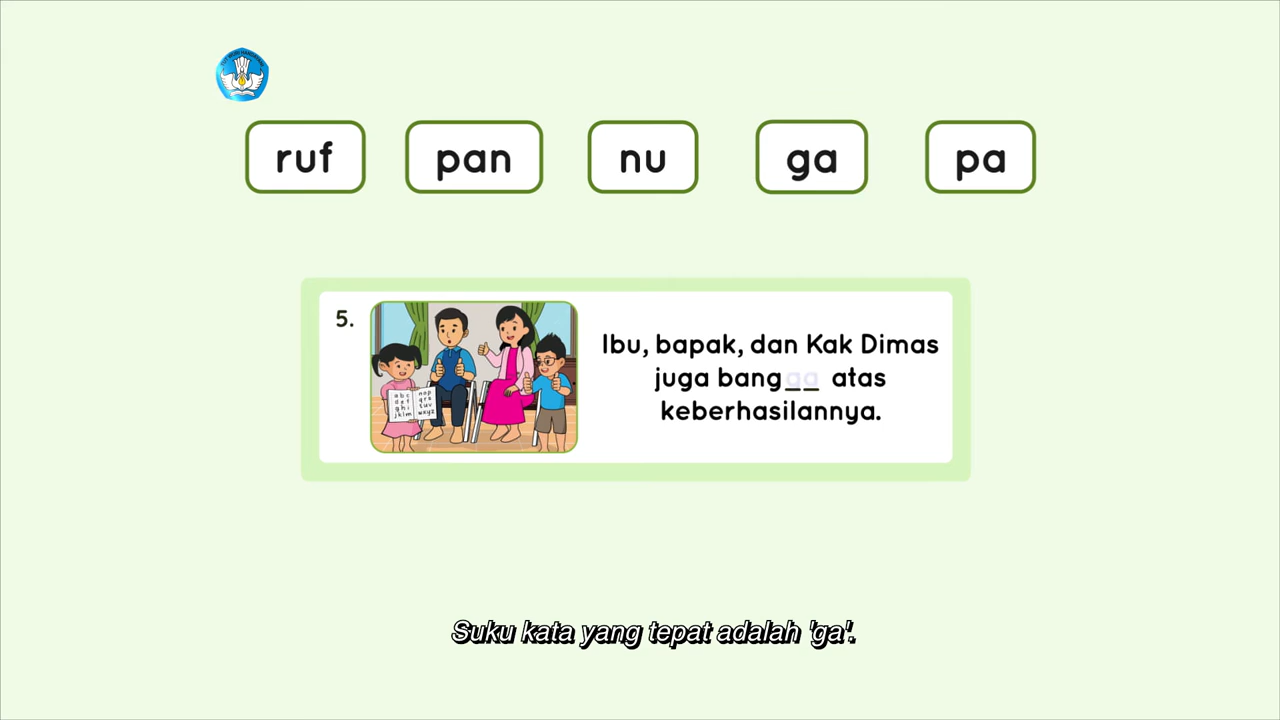 ruf pan nu ga pa
5.
Ibu, bapak, dan Kak Dimas
juga bangga atas
keberhasilannya.
a b c
d e f
g h i
j k l m
n o p
q r s
t u v
w x y z
Suku kata yang tepat adalah 'ga'.